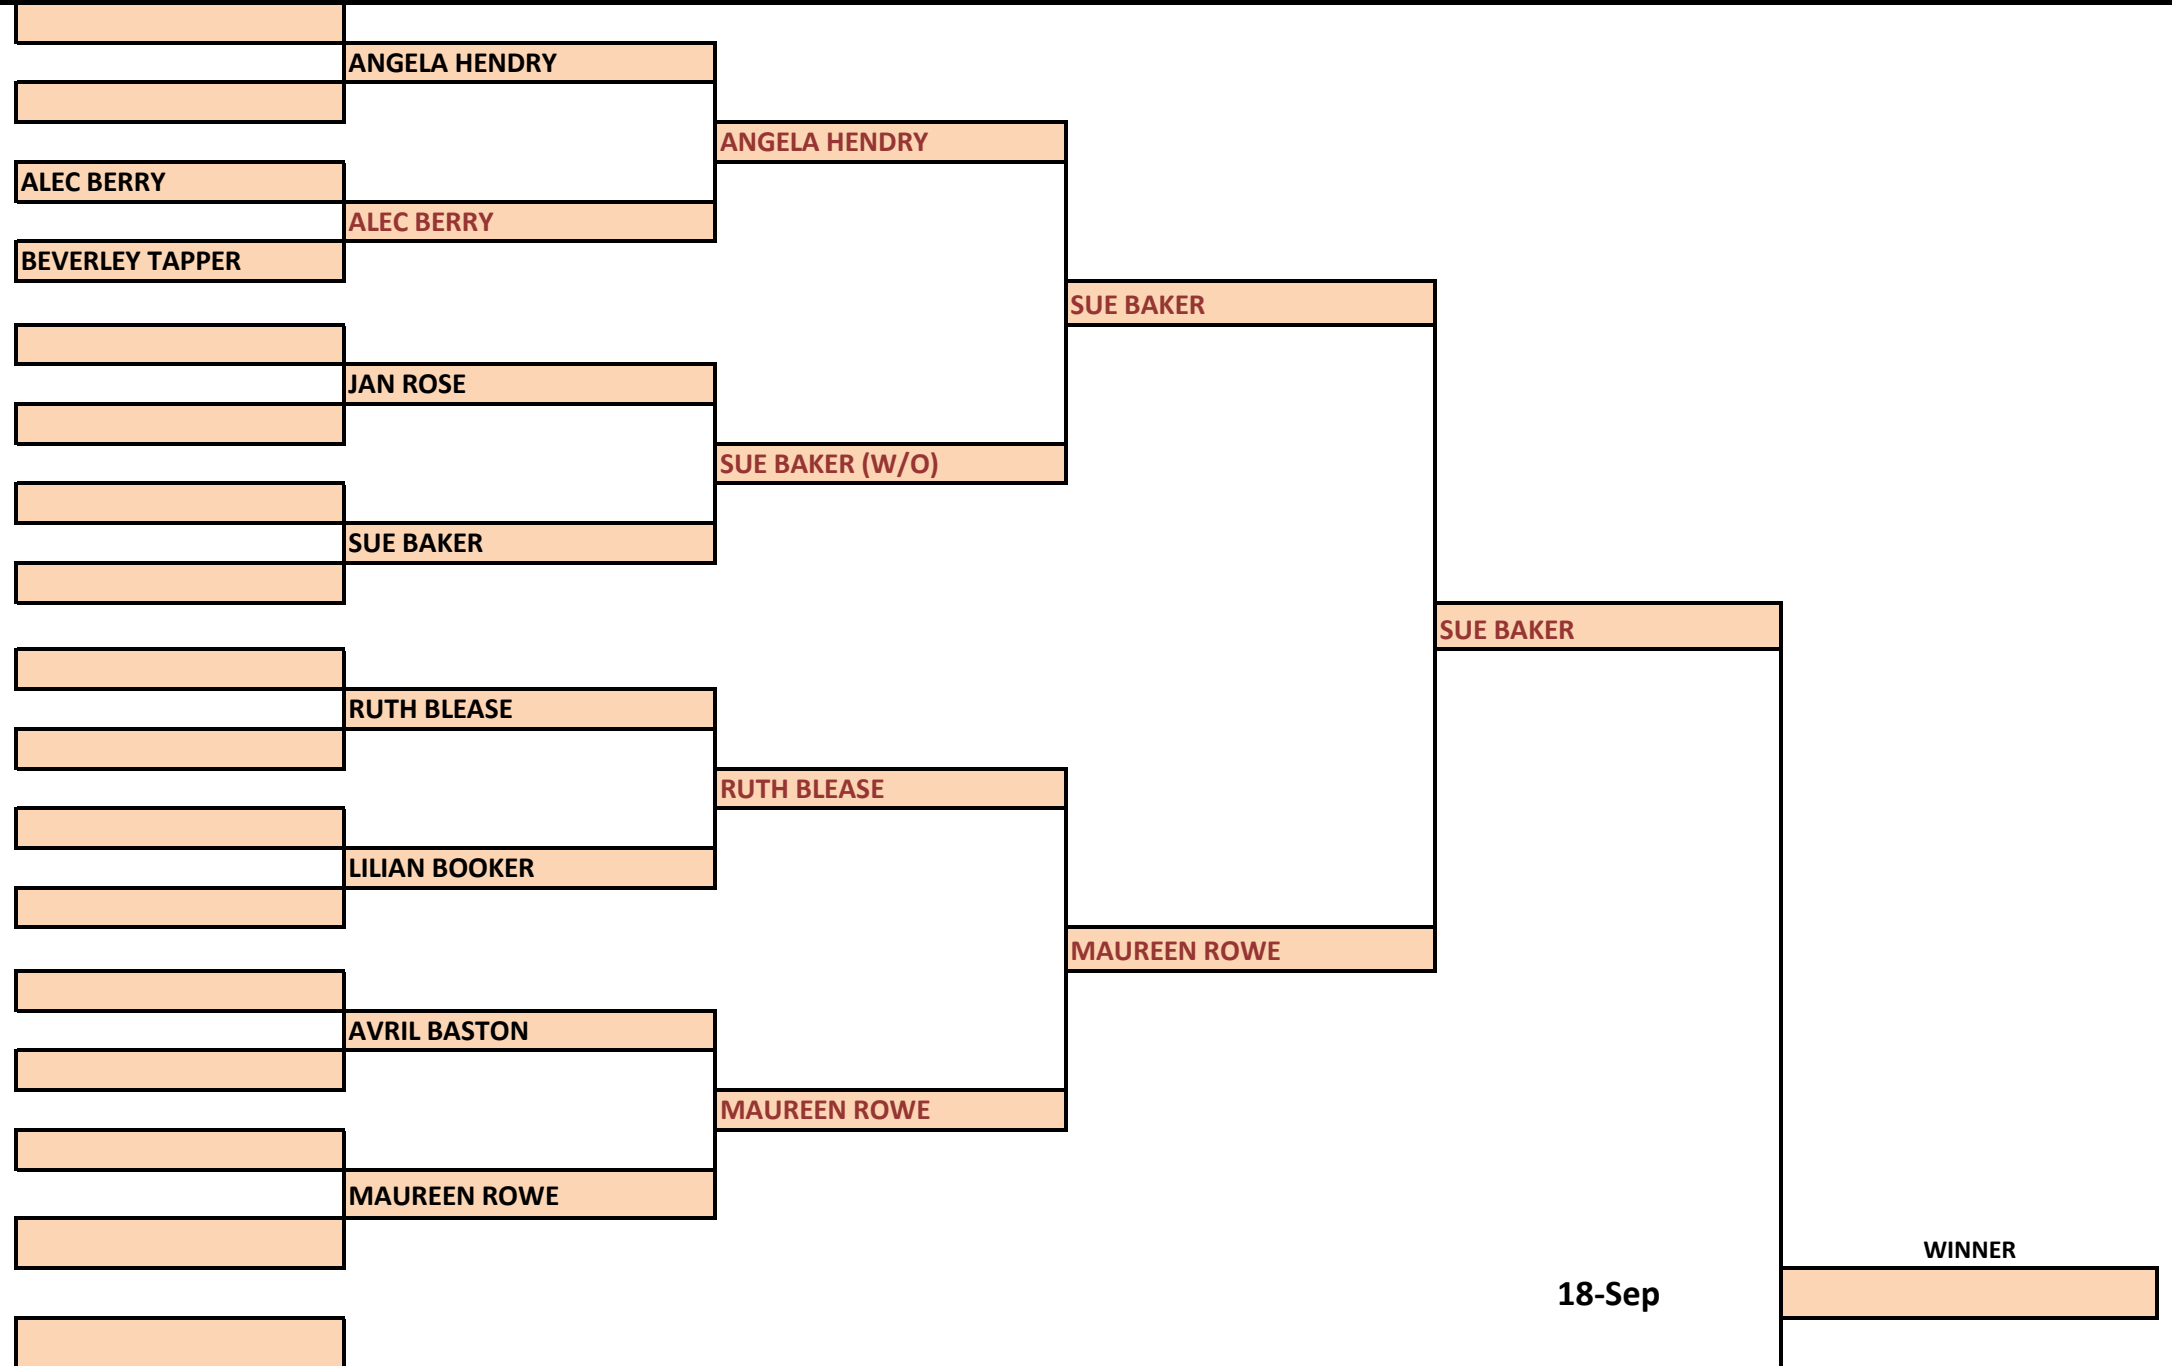 ANGELA HENDRY
ANGELA HENDRY
ALEC BERRY
ALEC BERRY
BEVERLEY TAPPER
SUE BAKER
JAN ROSE
SUE BAKER (W/O)
SUE BAKER
SUE BAKER
RUTH BLEASE
RUTH BLEASE
LILIAN BOOKER
MAUREEN ROWE
AVRIL BASTON
MAUREEN ROWE
MAUREEN ROWE
WINNER
18-Sep